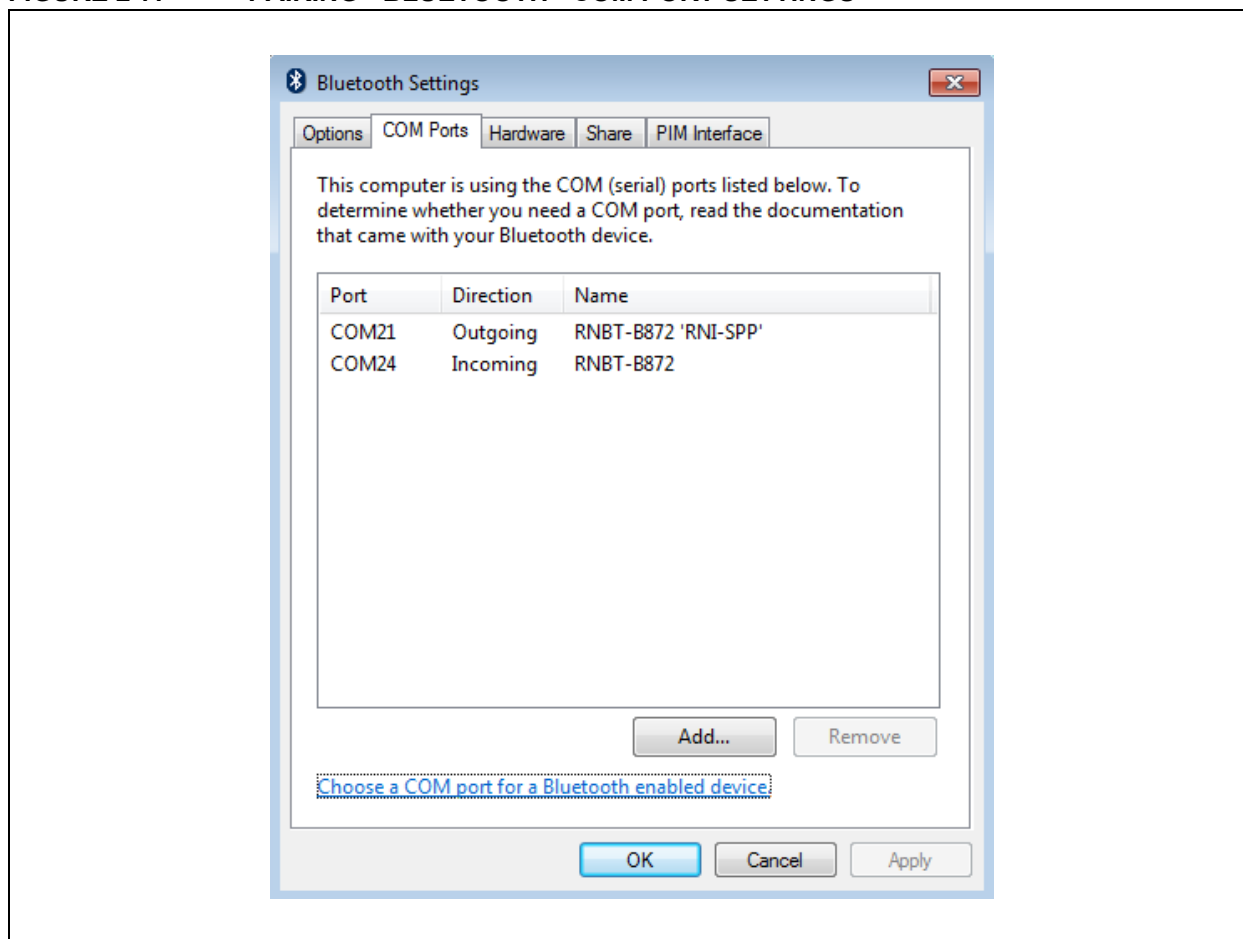 Bluetooth Settings
Options COM Ports Hardware Share PIM Interface
This computer is using the COM (serial) ports listed below. To
determine whether you need a COM port, read the documentation
that came with your Bluetooth device.
Port Direction Name
COM21 Outgoing RNBT-B872 'RNI-SPP'
COM24 Incoming RNBT-B872
Add... Remove
Choose a COM port for a Bluetooth enabled device.
OK Cancel Apply